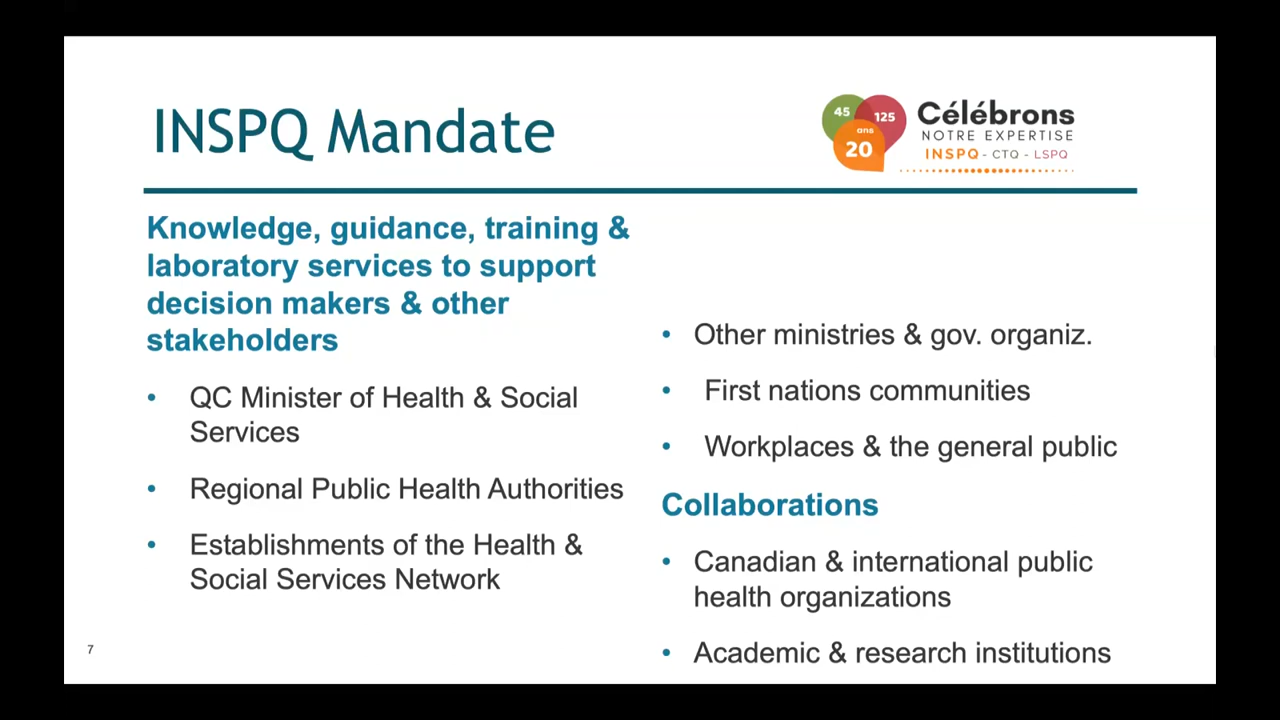 INSPQ Mandate
45
125
ans
20
Célébrons
NOTRE EXPERTISE
INSPQ - CTQ - LSPQ
Knowledge, guidance, training &
laboratory services to support
decision makers & other
stakeholders
• QC Minister of Health & Social
Services
• Regional Public Health Authorities
• Establishments of the Health &
Social Services Network
• Other ministries & gov. organiz.
• First nations communities
• Workplaces & the general public
Collaborations
• Canadian & international public
health organizations
• Academic & research institutions
7